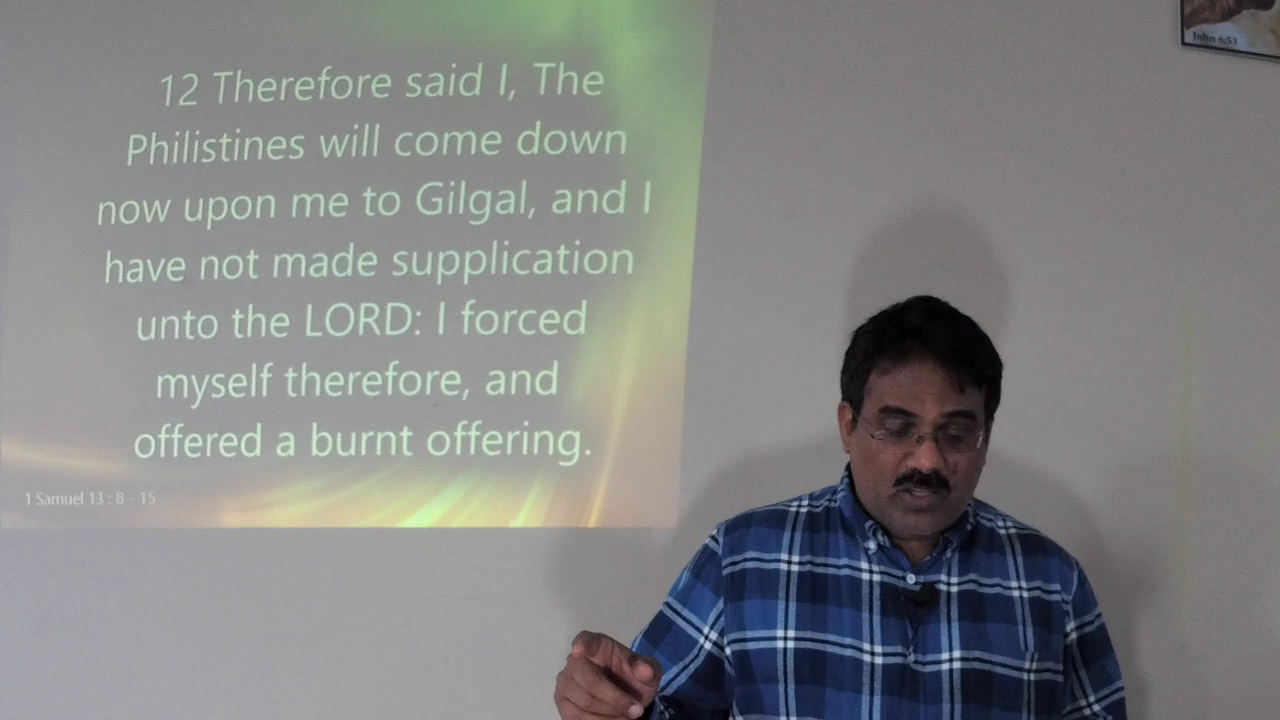 12 Therefore said I, The
Philistines will come down
now upon me to Gilgal, and I
have not made supplication
unto the LORD: I forced
myself therefore, and
offered a burnt offering.
1 Samuel 13 : 8 - 15
John 6:53